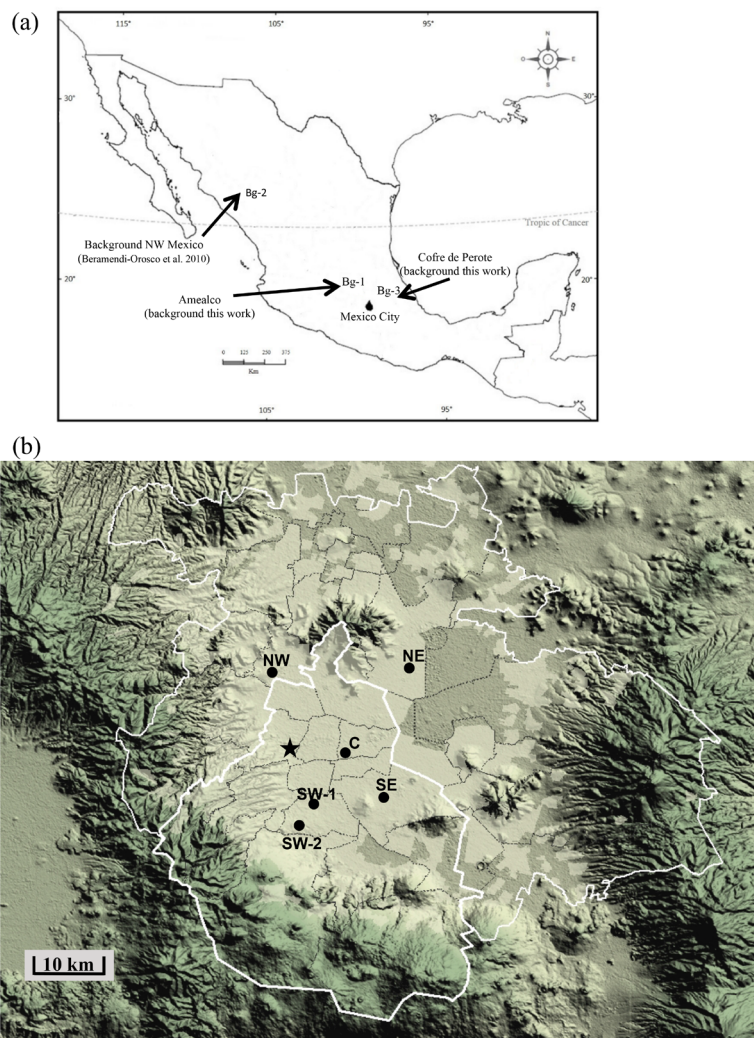 (a)
115°
105
95°
N
O
E
S
30°
30°
Bg-2
Tropic of Cancer
Background NW Mexico
(Beramendi-Orosco et al. 2010)
Cofre de Perote
(background this work)
20°
20°
Bg-1
Bg-3
Amealco
(background this work)
Mexico City
0 125 250 375
Km
105°
95°
(b)
NW
NE
C
SW-1
SE
SW-2
10 km